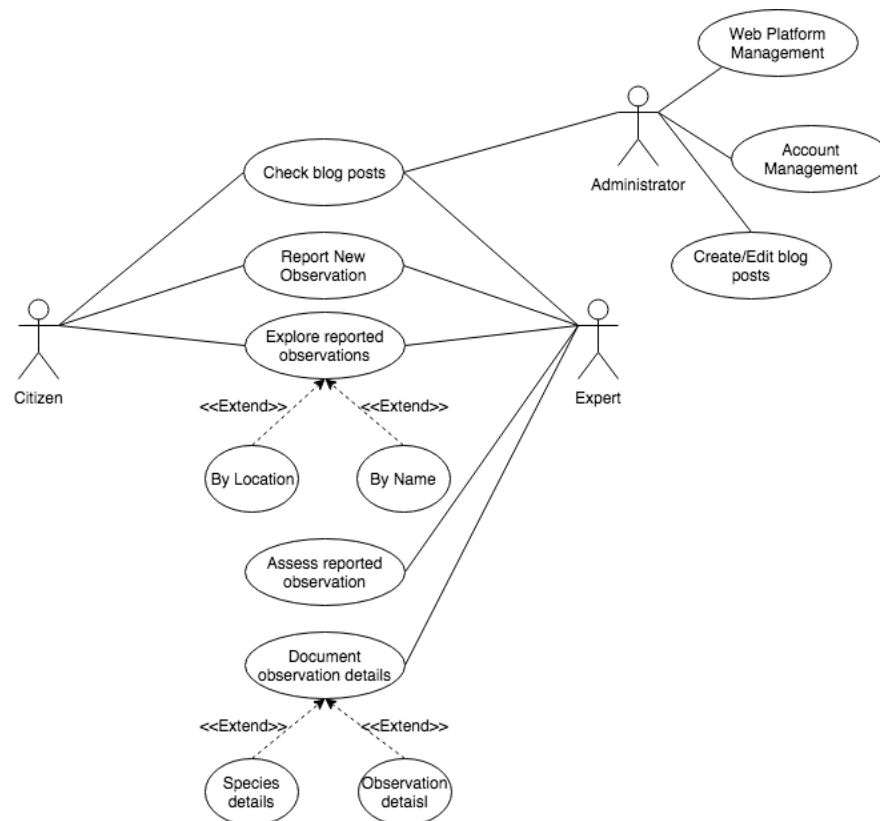 Web Platform
Management
Administrator
Account
Management
Check blog posts
Create/Edit blog
posts
Report New
Observation
Explore reported
observations
Citizen
Expert
<<Extend>>
<<Extend>>
By Location
By Name
Assess reported
observation
Document
observation details
<<Extend>>
<<Extend>>
Species
details
Observation
detaisl